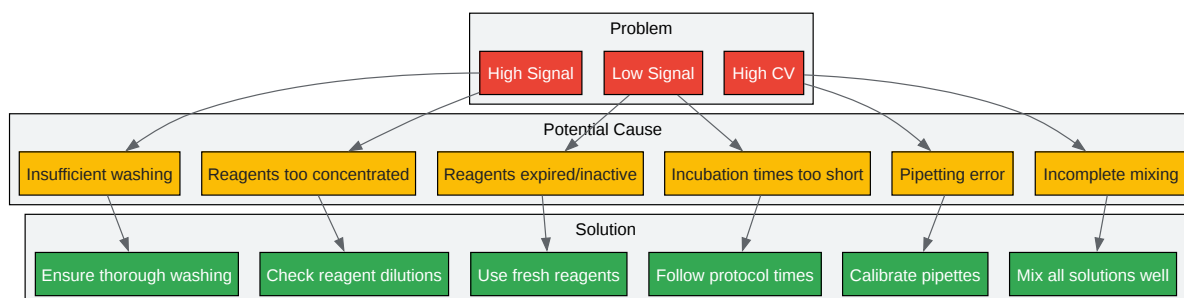 Problem
High Signal
Low Signal
High CV
Potential Cause
Insufficient washing
Reagents too concentrated
Reagents expired/inactive
Incubation times too short
Pipetting error
Incomplete mixing
Solution
Ensure thorough washing
Check reagent dilutions
Use fresh reagents
Follow protocol times
Calibrate pipettes
Mix all solutions well